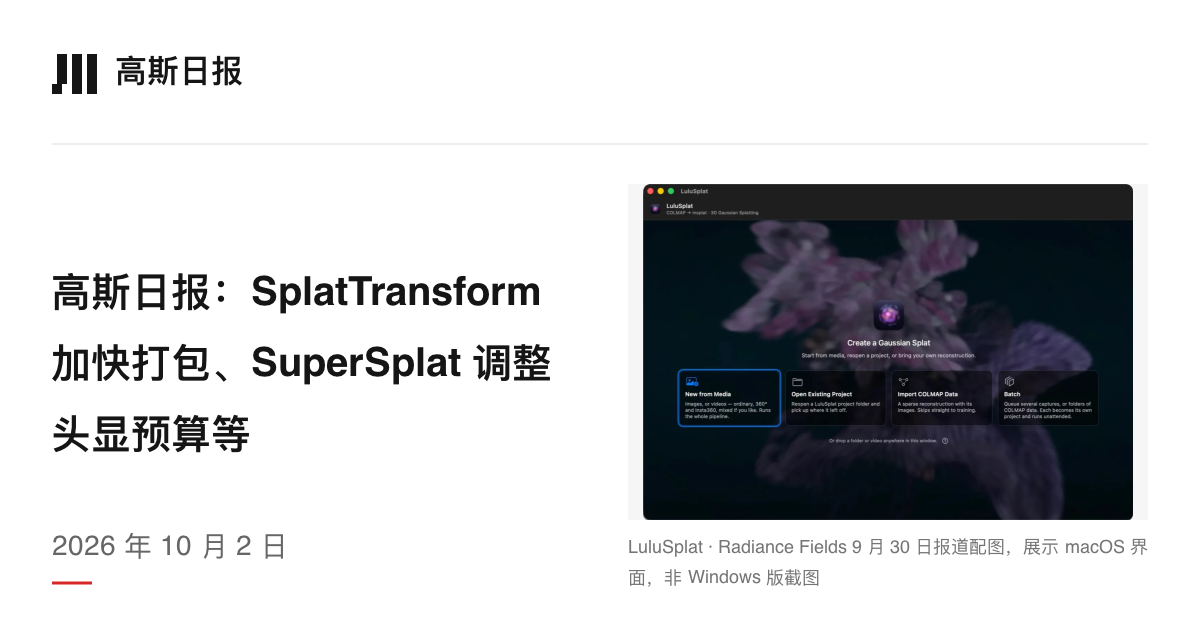 高斯日报
高斯日报：SplatTransform
加快打包、SuperSplat 调整
头显预算等
2026 年 10 月 2 日
LuluSplat
LuluSplat
COLMAP → msplat · 3D Gaussian Splatting
Create a Gaussian Splat
Start from media, reopen a project, or bring your own reconstruction.
New from Media
Images, or videos — ordinary, 360°
and Insta360, mixed if you like. Runs
the whole pipeline.
Open Existing Project
Reopen a LuluSplat project folder and
pick up where it left off.
Import COLMAP Data
A sparse reconstruction with its
images. Skips straight to training.
Batch
Queue several captures, or folders of
COLMAP data. Each becomes its own
project and runs unattended.
Or drop a folder or video anywhere in this window.
LuluSplat · Radiance Fields 9 月 30 日报道配图，展示 macOS 界
面，非 Windows 版截图